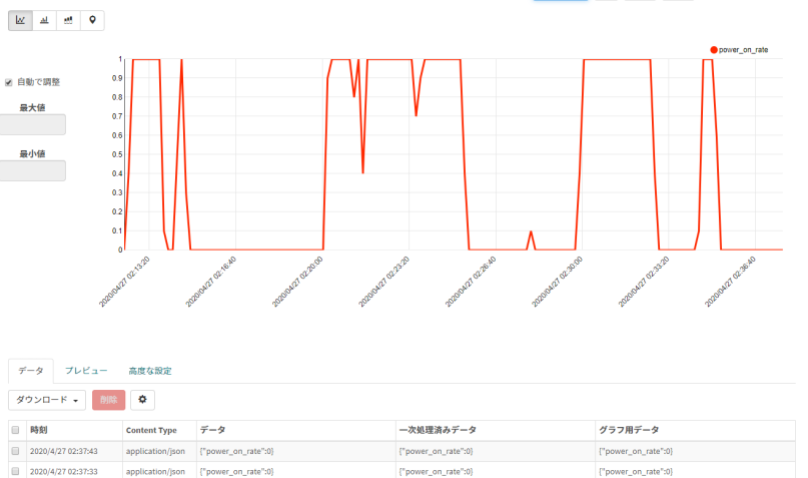 power_on_rate
自動で調整
最大値
最小値
1
0.9
0.8
0.7
0.6
0.5
0.4
0.3
0.2
0.1
0
2020/04/27 02:13:20
2020/04/27 02:16:40
2020/04/27 02:20:00
2020/04/27 02:23:20
2020/04/27 02:26:40
2020/04/27 02:30:00
2020/04/27 02:33:20
2020/04/27 02:36:40
データ プレビュー 高度な設定
ダウンロード 削除
時刻 Content Type データ 一次処理済みデータ グラフ用データ
2020/4/27 02:37:43 application/json {"power_on_rate":0} {"power_on_rate":0} {"power_on_rate":0}
2020/4/27 02:37:33 application/json {"power_on_rate":0} {"power_on_rate":0} {"power_on_rate":0}